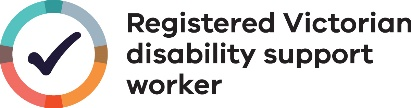 Registered Victorian
disability support
worker